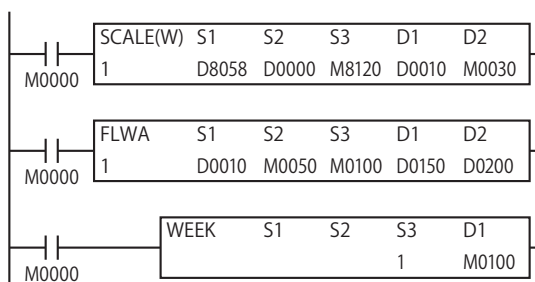 SCALE(W) S1 S2 S3 D1 D2
1 D8058 D0000 M8120 D0010 M0030
M0000
FLWA S1 S2 S3 D1 D2
1 D0010 M0050 M0100 D0150 D0200
M0000
WEEK S1 S2 S3 D1
1 M0100
M0000